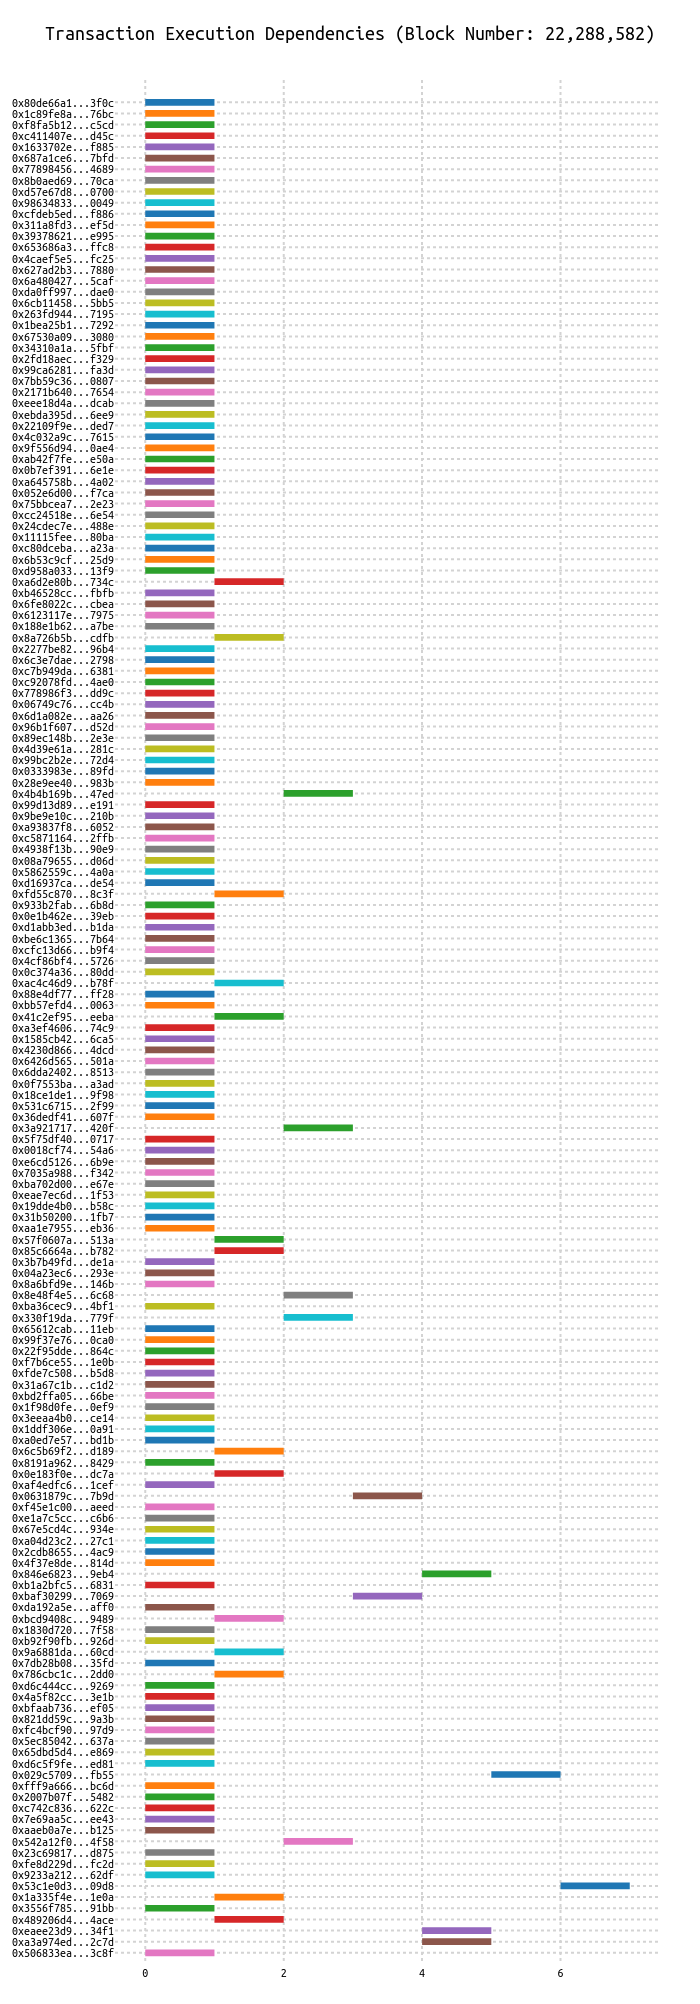 Transaction Execution Dependencies (Block Number: 22,288,582)
0x80de66a1...3f0c
0x1c89fe8a...76bc
0xf8fa5b12...c5cd
0xc411407e...d45c
0x1633702e...f885
0x687a1ce6...7bfd
0x77898456...4689
0x8b0aed69...70ca
0xd57e67d8...0700
0x98634833...0049
0xcfdeb5ed...f886
0x311a8fd3...ef5d
0x39378621...e995
0x653686a3...ffc8
0x4caef5e5...fc25
0x627ad2b3...7880
0x6a480427...5caf
0xda0ff997...dae0
0x6cb11458...5bb5
0x263fd944...7195
0x1bea25b1...7292
0x67530a09...3080
0x34310a1a...5fbf
0x2fd18aec...f329
0x99ca6281...fa3d
0x7bb59c36...0807
0x2171b640...7654
0xeee18d4a...dcab
0xebda395d...6ee9
0x22109f9e...ded7
0x4c032a9c...7615
0x9f556d94...0ae4
0xab42f7fe...e50a
0x0b7ef391...6e1e
0xa645758b...4a02
0x052e6d00...f7ca
0x75bbcea7...2e23
0xcc24518e...6e54
0x24cdec7e...488e
0x11115fee...80ba
0xc80dceba...a23a
0x6b53c9cf...25d9
0xd958a033...13f9
0xa6d2e80b...734c
0xb46528cc...fbfb
0x6fe8022c...cbea
0x6123117e...7975
0x188e1b62...a7be
0x8a726b5b...cdfb
0x2277be82...96b4
0x6c3e7dae...2798
0xc7b949da...6381
0xc92078fd...4ae0
0x778986f3...dd9c
0x06749c76...cc4b
0x6d1a082e...aa26
0x96b1f607...d52d
0x89ec148b...2e3e
0x4d39e61a...281c
0x99bc2b2e...72d4
0x0333983e...89fd
0x28e9ee40...983b
0x4b4b169b...47ed
0x99d13d89...e191
0x9be9e10c...210b
0xa93837f8...6052
0xc5871164...2ffb
0x4938f13b...90e9
0x08a79655...d06d
0x5862559c...4a0a
0xd16937ca...de54
0xfd55c870...8c3f
0x933b2fab...6b8d
0x0e1b462e...39eb
0xd1abb3ed...b1da
0xbe6c1365...7b64
0xcfc13d66...b9f4
0x4cf86bf4...5726
0x0c374a36...80dd
0xac4c46d9...b78f
0x88e4df77...ff28
0xbb57efd4...0063
0x41c2ef95...eeba
0xa3ef4606...74c9
0x1585cb42...6ca5
0x4230d866...4dcd
0x6426d565...501a
0x6dda2402...8513
0x0f7553ba...a3ad
0x18ce1de1...9f98
0x531c6715...2f99
0x36dedf41...607f
0x3a921717...420f
0x5f75df40...0717
0x0018cf74...54a6
0xe6cd5126...6b9e
0x7035a988...f342
0xba702d00...e67e
0xeae7ec6d...1f53
0x19dde4b0...b58c
0x31b50200...1fb7
0xaa1e7955...eb36
0x57f0607a...513a
0x85c6664a...b782
0x3b7b49fd...de1a
0x04a23ec6...293e
0x8a6bfd9e...146b
0x8e48f4e5...6c68
0xba36cec9...4bf1
0x330f19da...779f
0x65612cab...11eb
0x99f37e76...0ca0
0x22f95dde...864c
0xf7b6ce55...1e0b
0xfde7c508...b5d8
0x31a67c1b...c1d2
0xbd2ffa05...66be
0x1f98d0fe...0ef9
0x3eeaa4b0...ce14
0x1ddf306e...0a91
0xa0ed7e57...bd1b
0x6c5b69f2...d189
0x8191a962...8429
0x0e183f0e...dc7a
0xaf4edfc6...1cef
0x0631879c...7b9d
0xf45e1c00...aeed
0xe1a7c5cc...c6b6
0x67e5cd4c...934e
0xa04d23c2...27c1
0x2cdb8655...4ac9
0x4f37e8de...814d
0x846e6823...9eb4
0xb1a2bfc5...6831
0xbaf30299...7069
0xda192a5e...aff0
0xbcd9408c...9489
0x1830d720...7f58
0xb92f90fb...926d
0x9a6881da...60cd
0x7db28b08...35fd
0x786cbc1c...2dd0
0xd6c444cc...9269
0x4a5f82cc...3e1b
0xbfaab736...ef05
0x821dd59c...9a3b
0xfc4bcf90...97d9
0x5ec85042...637a
0x65dbd5d4...e869
0xd6c5f9fe...ed81
0x029c5709...fb55
0xfff9a666...bc6d
0x2007b07f...5482
0xc742c836...622c
0x7e69aa5c...ee43
0xaaeb0a7e...b125
0x542a12f0...4f58
0x23c69817...d875
0xfe8d229d...fc2d
0x9233a212...62df
0x53c1e0d3...09d8
0x1a335f4e...1e0a
0x3556f785...91bb
0x489206d4...4ace
0xeaee23d9...34f1
0xa3a974ed...2c7d
0x506833ea...3c8f
0 2 4 6